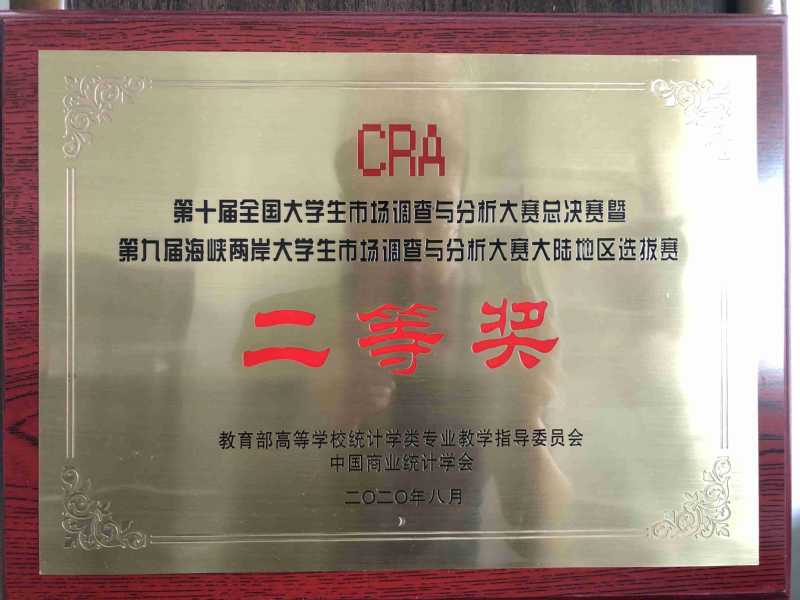 CRA
第十届全国大学生市场调查与分析大赛总决赛暨
第九届海峡两岸大学生市场调查与分析大赛大陆地区选拔赛
二等奖
教育部高等学校统计学类专业教学指导委员会
中国商业统计学会
二〇二〇年八月